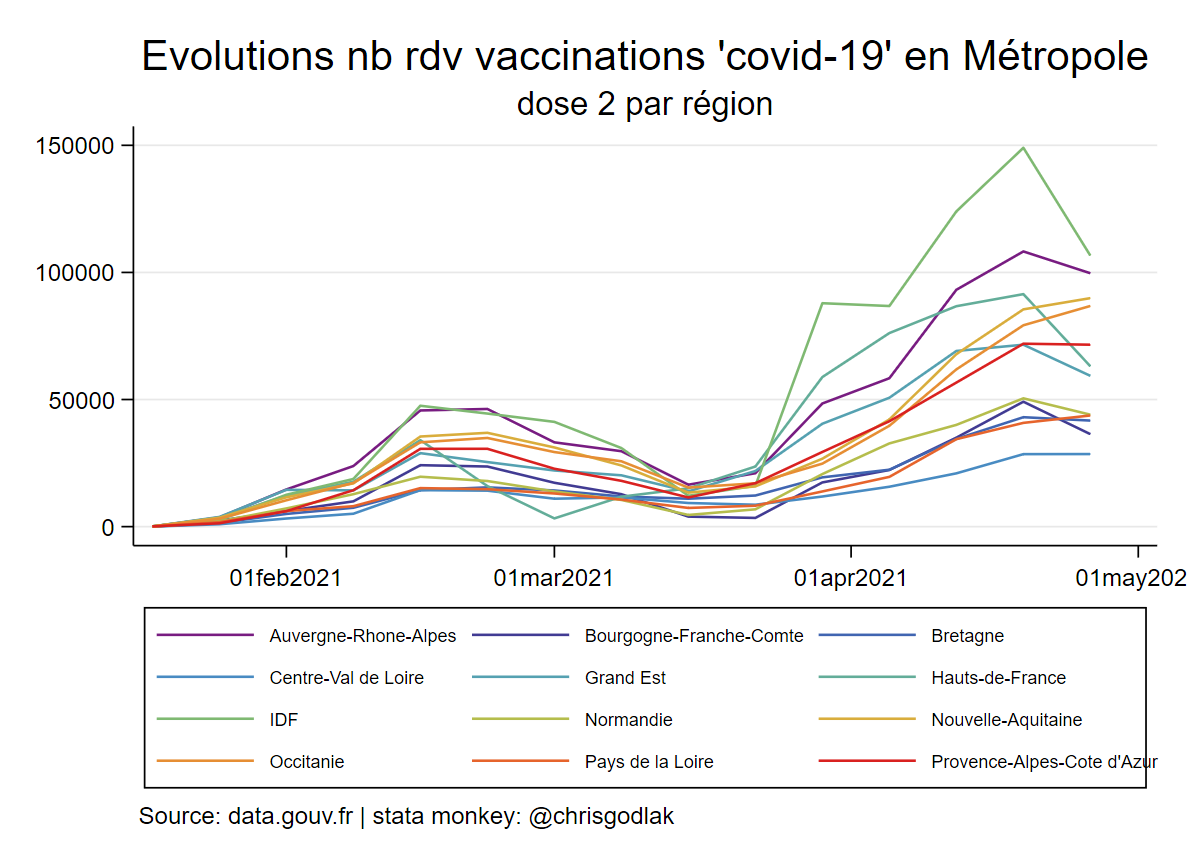 Evolutions nb rdv vaccinations 'covid-19' en Métropole
dose 2 par région
150000
100000
50000
0
01feb2021 01mar2021 01apr2021 01may202
Auvergne-Rhone-Alpes Bourgogne-Franche-Comte Bretagne
Centre-Val de Loire Grand Est Hauts-de-France
IDF Normandie Nouvelle-Aquitaine
Occitanie Pays de la Loire Provence-Alpes-Cote d'Azur
Source: data.gouv.fr | stata monkey: @chrisgodlak